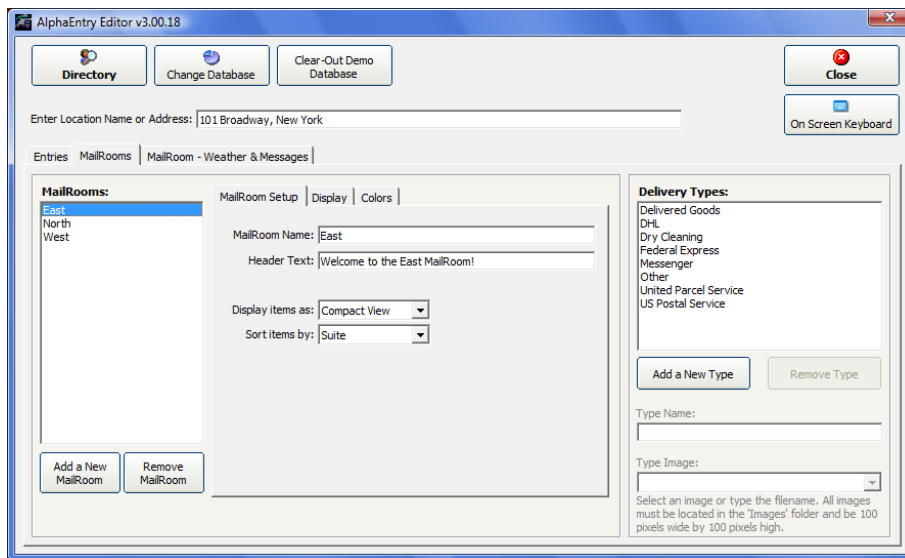 AlphaEntry Editor v3.00.18
Directory
Change Database
Clear-Out Demo
Database
Close
Enter Location Name or Address: 101 Broadway, New York
On Screen Keyboard
Entries MailRooms MailRoom - Weather & Messages
MailRooms:
East
North
West
Add a New
MailRoom
Remove
MailRoom
MailRoom Setup Display Colors
MailRoom Name: East
Header Text: Welcome to the East MailRoom!
Display items as: Compact View
Sort items by: Suite
Delivery Types:
Delivered Goods
DHL
Dry Cleaning
Federal Express
Messenger
Other
United Parcel Service
US Postal Service
Add a New Type
Remove Type
Type Name:
Type Image:
Select an image or type the filename. All images
must be located in the 'Images' folder and be 100
pixels wide by 100 pixels high.